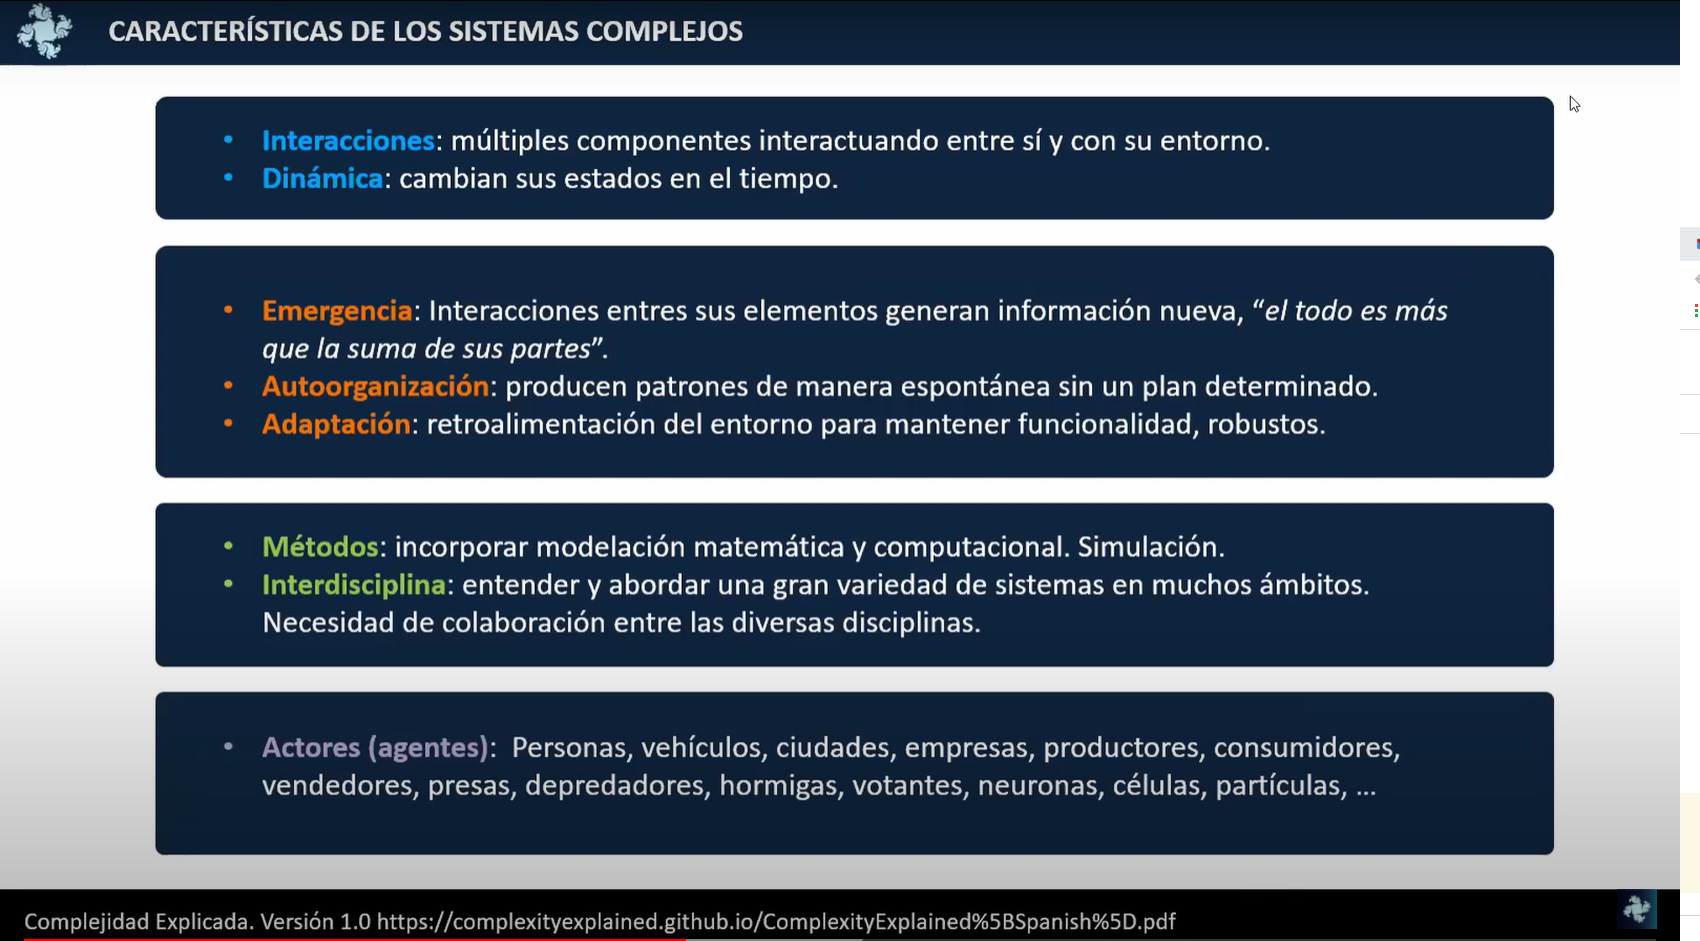 CARACTERÍSTICAS DE LOS SISTEMAS COMPLEJOS
• Interacciones: múltiples componentes interactuando entre sí y con su entorno.
• Dinámica: cambian sus estados en el tiempo.
• Emergencia: Interacciones entres sus elementos generan información nueva, “el todo es más
que la suma de sus partes”.
• Autoorganización: producen patrones de manera espontánea sin un plan determinado.
• Adaptación: retroalimentación del entorno para mantener funcionalidad, robustos.
• Métodos: incorporar modelación matemática y computacional. Simulación.
• Interdisciplina: entender y abordar una gran variedad de sistemas en muchos ámbitos.
Necesidad de colaboración entre las diversas disciplinas.
• Actores (agentes): Personas, vehículos, ciudades, empresas, productores, consumidores,
vendedores, presas, depredadores, hormigas, votantes, neuronas, células, partículas, ...
Complejidad Explicada. Versión 1.0 https://complexityexplained.github.io/ComplexityExplained%5BSpanish%5D.pdf